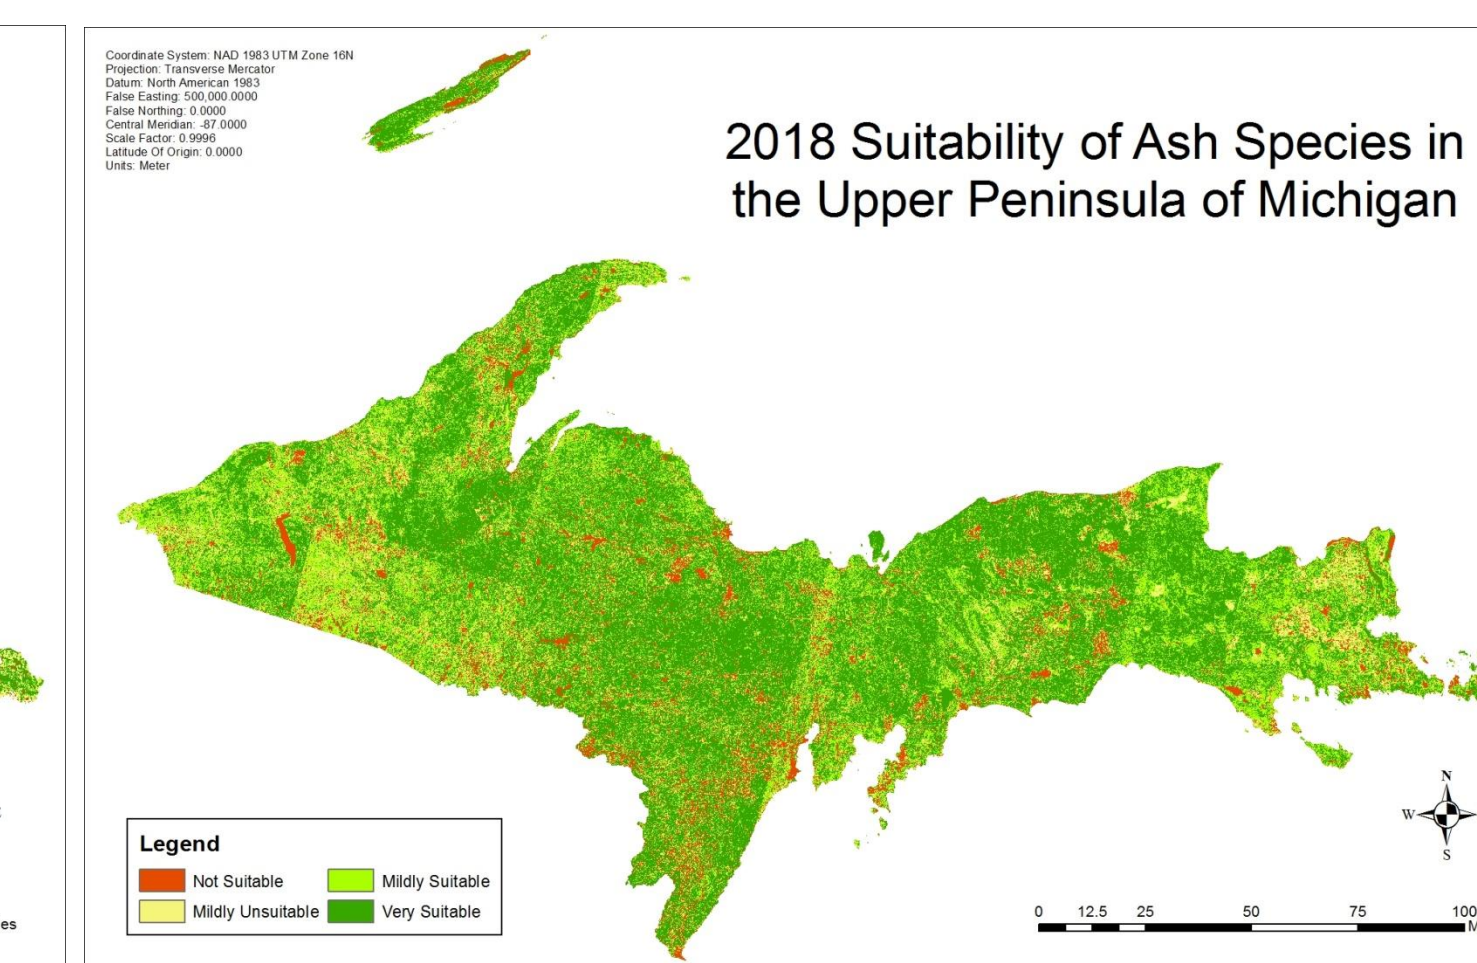 Coordinate System: NAD 1983 UTM Zone 16N
Projection: Transverse Mercator
Datum: North American 1983
False Easting: 500,000.0000
False Northing: 0.0000
Central Meridian: -87.0000
Scale Factor: 0.9996
Latitude Of Origin: 0.0000
Units: Meter
2018 Suitability of Ash Species in
the Upper Peninsula of Michigan
Legend
Not Suitable
Mildly Suitable
Mildly Unsuitable
Very Suitable
N
W
S
0 12.5 25 50 75 100